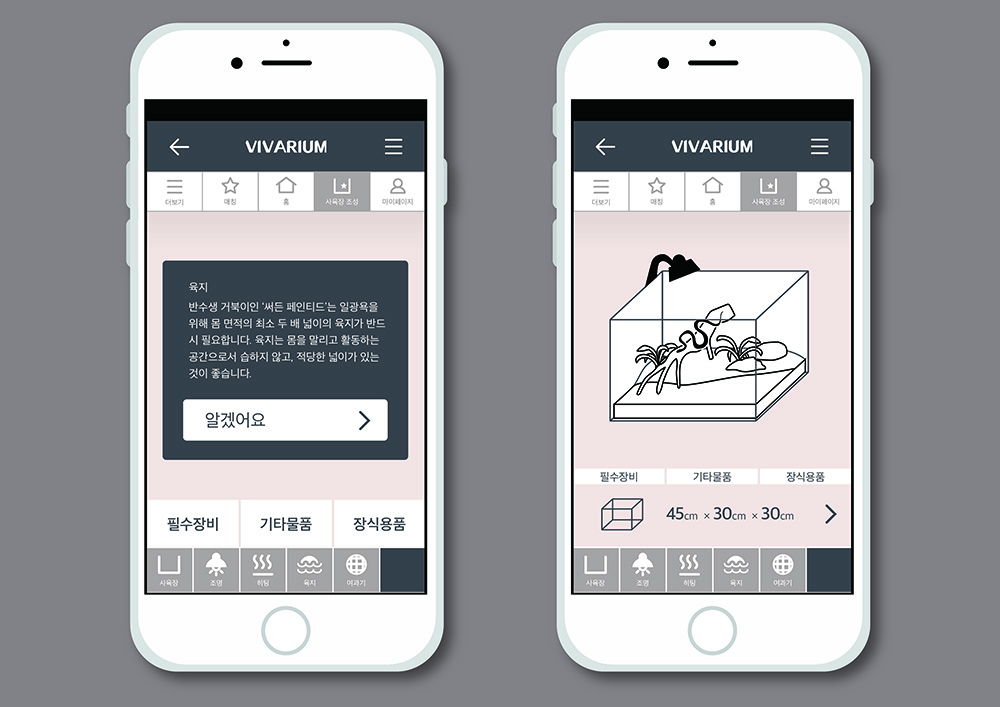 VIVARIUM
더보기 매칭 홈 사육장 조성 마이페이지
육지
반수생 거북이인 '써든 페인티드'는 일광욕을
위해 몸 면적의 최소 두 배 넓이의 육지가 반드
시 필요합니다. 육지는 몸을 말리고 활동하는
공간으로서 습하지 않고, 적당한 넓이가 있는
것이 좋습니다.
알겠어요
필수장비 기타물품 장식용품
사육장 조명 히팅 육지 여과기
VIVARIUM
더보기 매칭 홈 사육장 조성 마이페이지
필수장비 기타물품 장식용품
45cm × 30cm × 30cm
사육장 조명 히팅 육지 여과기